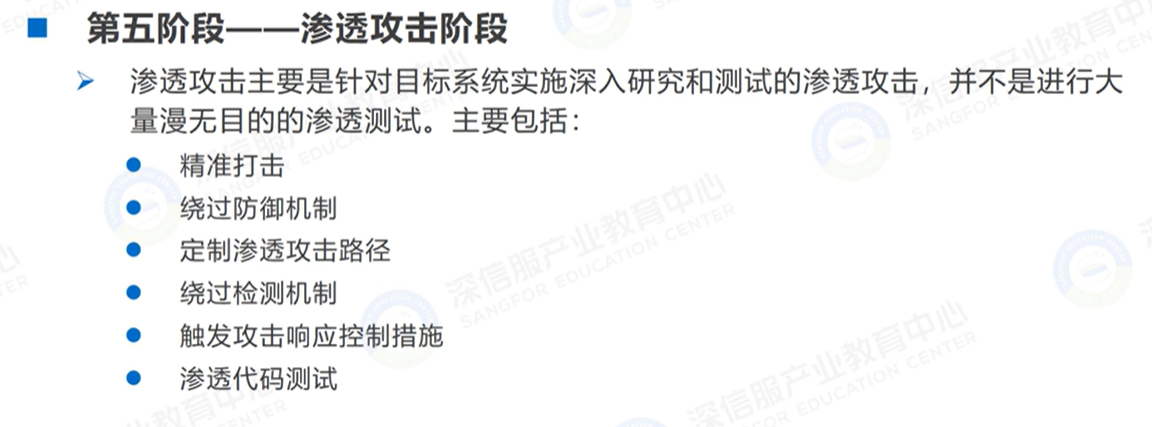 第五阶段——渗透攻击阶段
渗透攻击主要是针对目标系统实施深入研究和测试的渗透攻击，并不是进行大
量漫无目的的渗透测试。主要包括：
精准打击
绕过防御机制
定制渗透攻击路径
绕过检测机制
触发攻击响应控制措施
渗透代码测试
深信服产业教育中心
SANGFOR EDUCATION CENTER